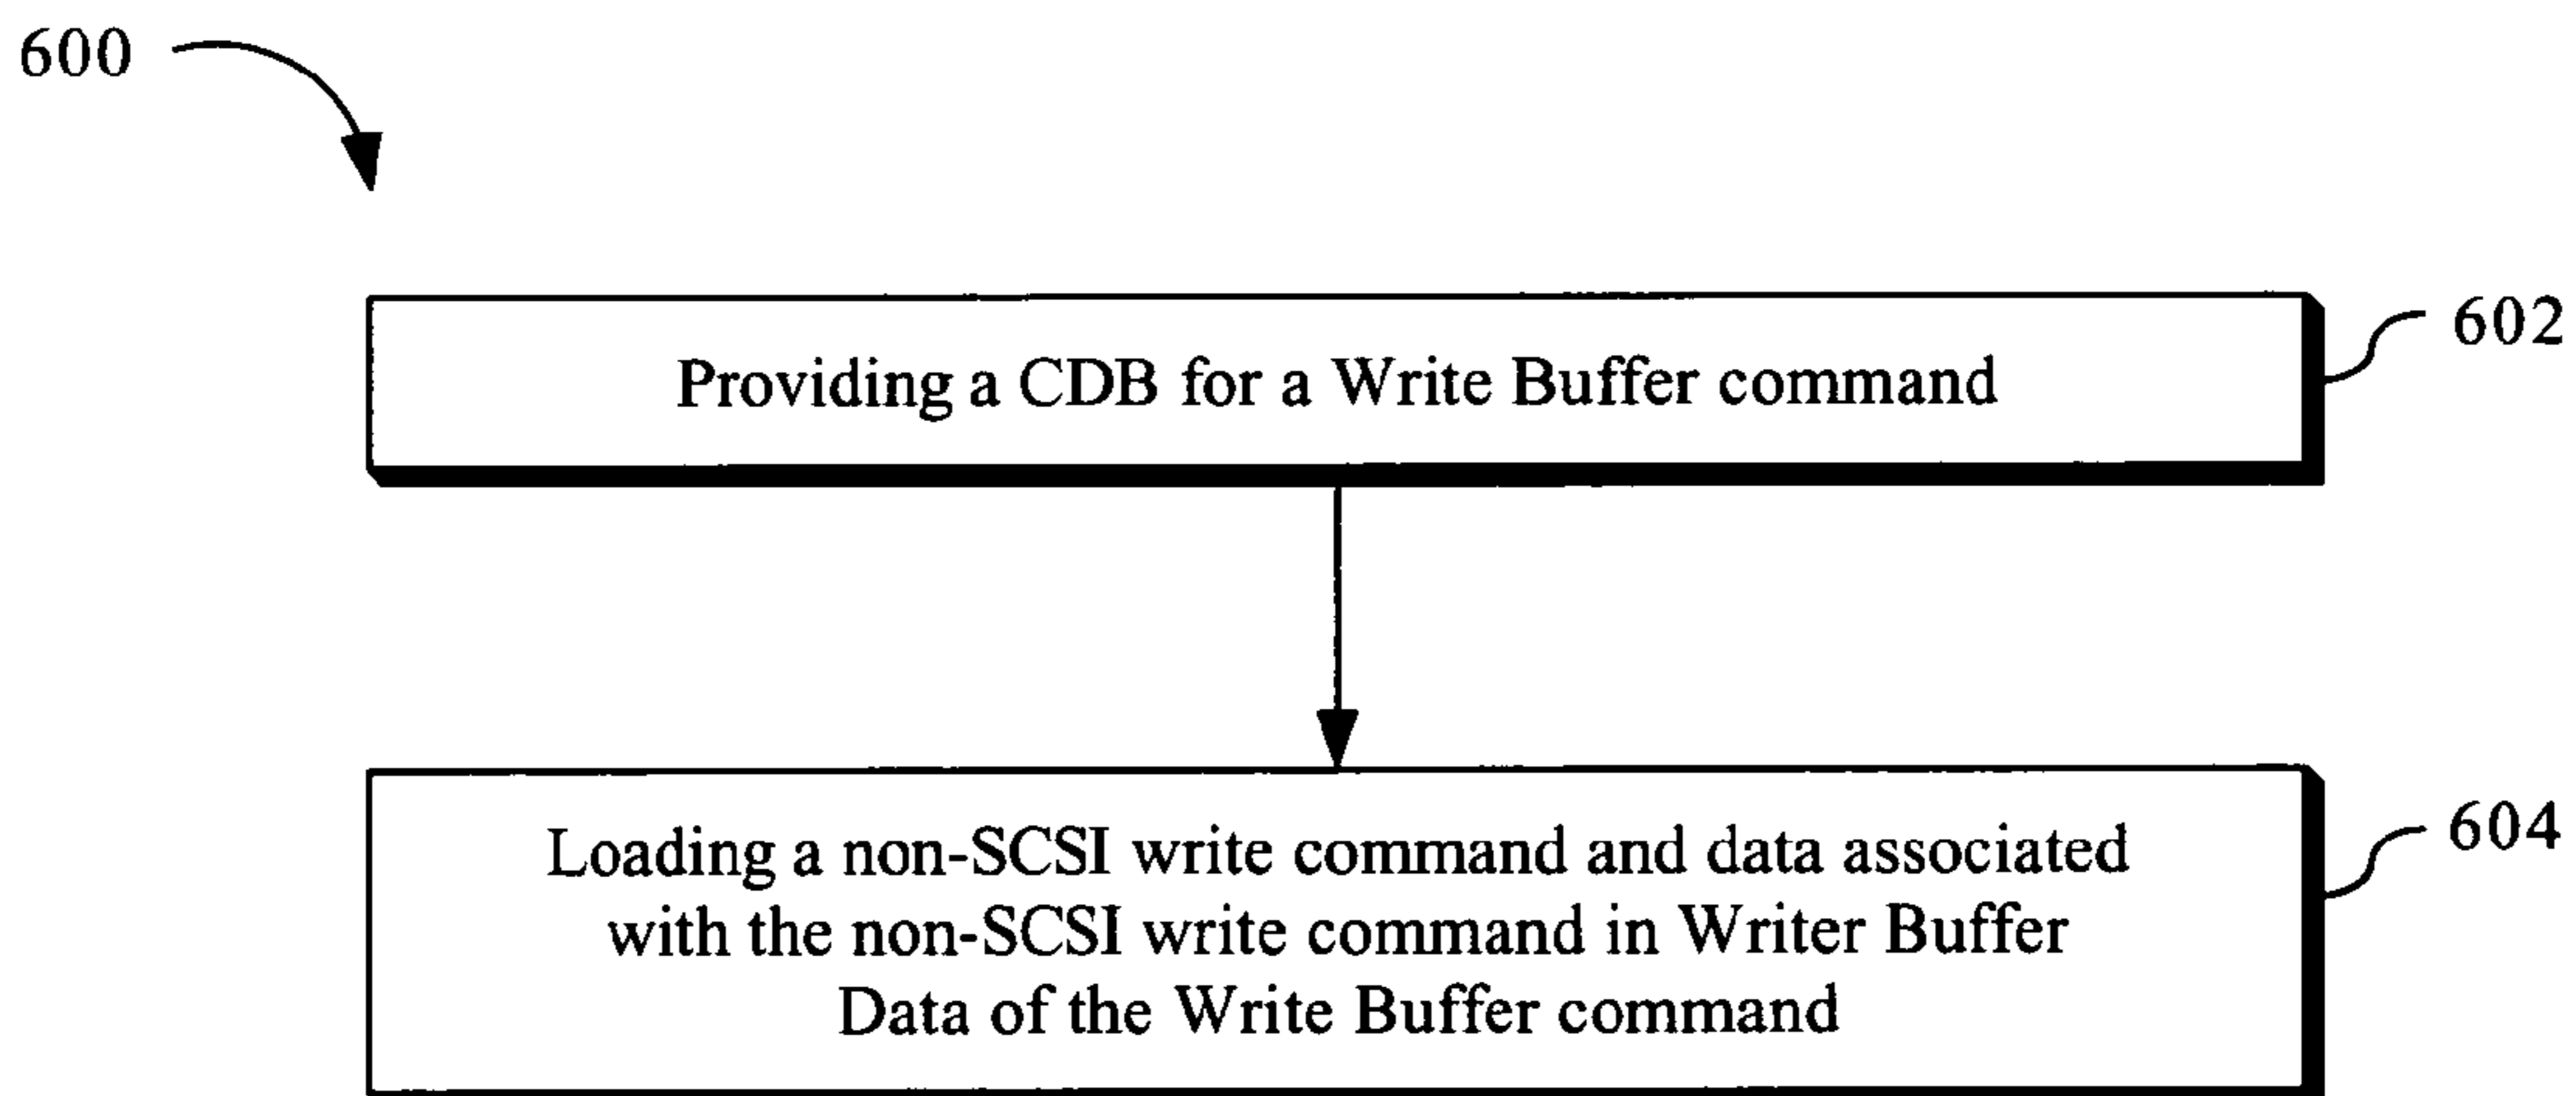 600
Providing a CDB for a Write Buffer command
602
Loading a non-SCSI write command and data associated
with the non-SCSI write command in Writer Buffer
Data of the Write Buffer command
604